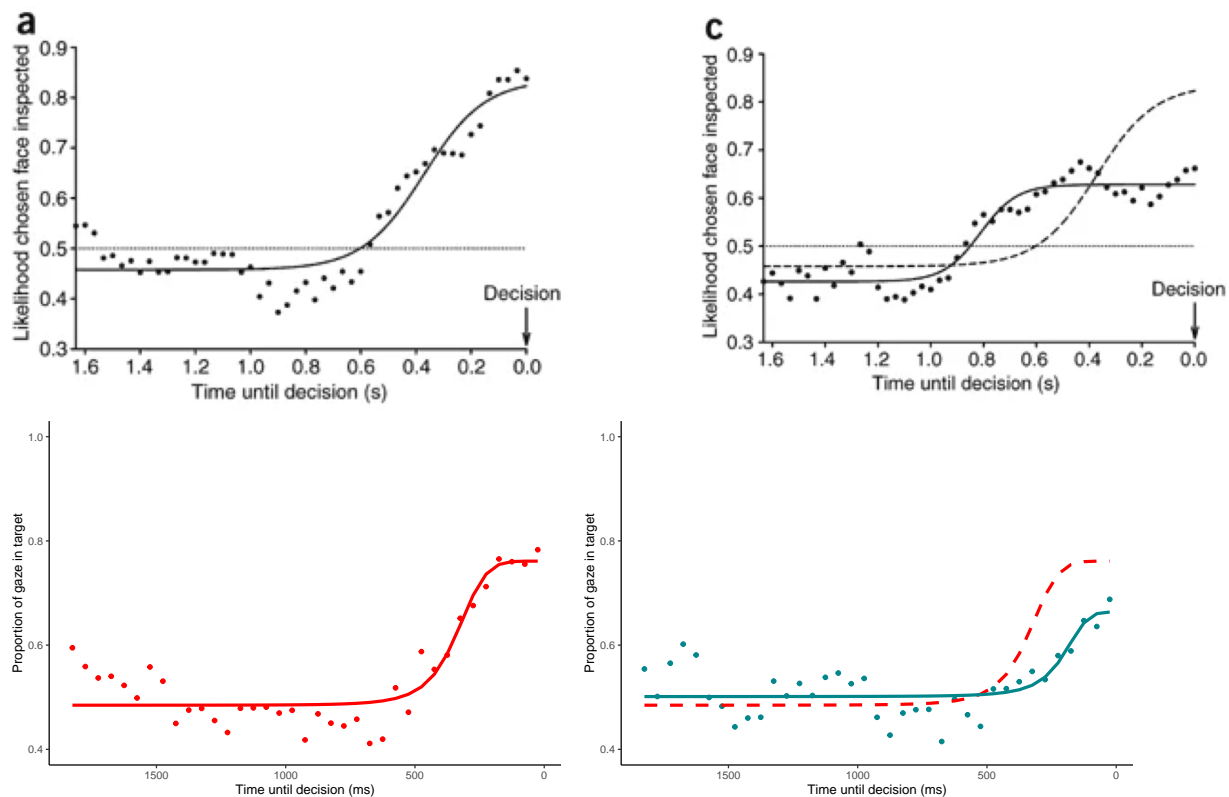 a
Likelihood chosen face inspected
0.9
0.8
0.7
0.6
0.5
0.4
0.3
Decision
1.6 1.4 1.2 1.0 0.8 0.6 0.4 0.2 0.0
Time until decision (s)
c
Likelihood chosen face inspected
0.9
0.8
0.7
0.6
0.5
0.4
0.3
Decision
1.6 1.4 1.2 1.0 0.8 0.6 0.4 0.2 0.0
Time until decision (s)
Proportion of gaze in target
1.0
0.8
0.6
0.4
1500 1000 500 0
Time until decision (ms)
Proportion of gaze in target
1.0
0.8
0.6
0.4
1500 1000 500 0
Time until decision (ms)